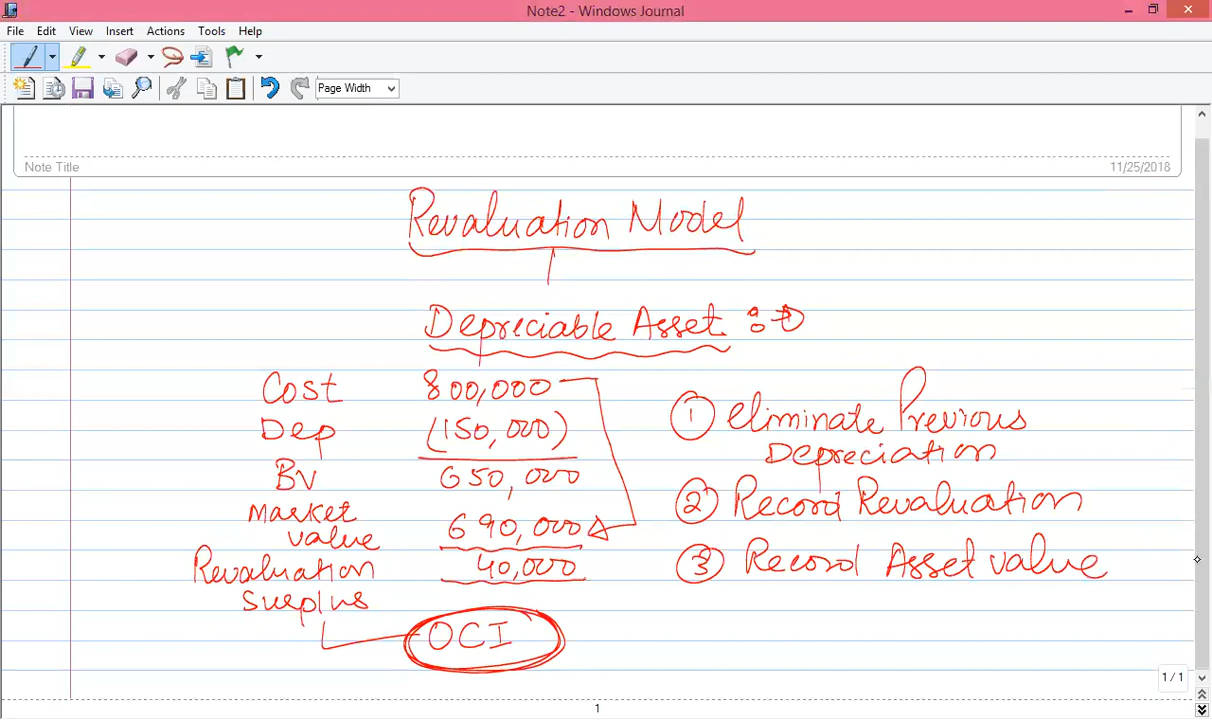 Note2 - Windows Journal
File Edit View Insert Actions Tools Help
Page Width
Note Title 11/25/2018
Revaluation Model
Depreciable Asset :
Cost 800,000
Dep (150,000)
BV 650,000
Market value 690,000
Revaluation surplus 40,000
OCI
1 Eliminate Previous
Depreciation
2 Record Revaluation
3 Record Asset value
1 / 1
1